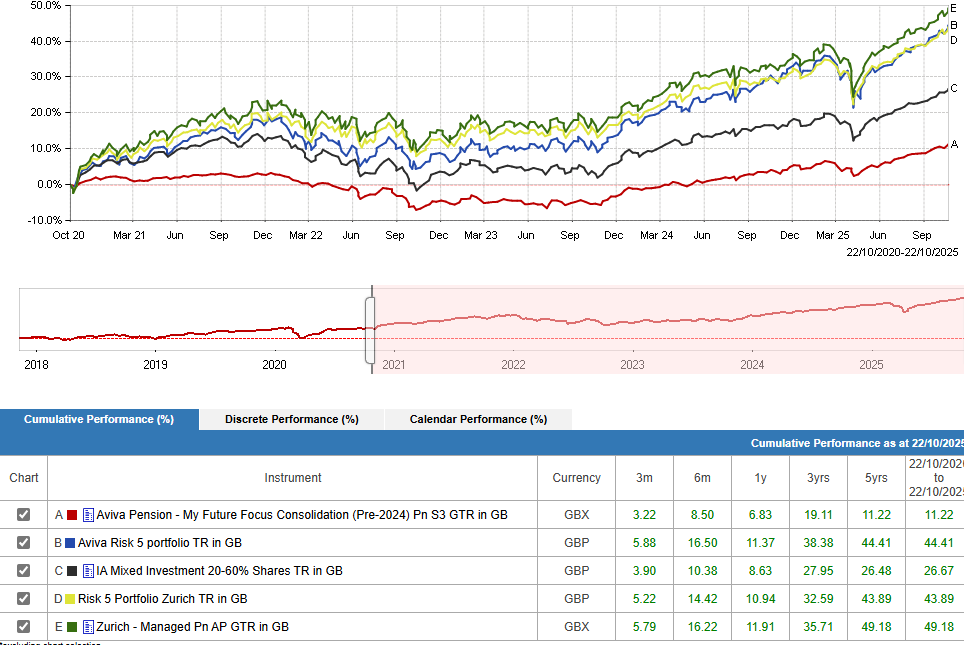 50.0%
E
B
40.0%
D
30.0%
C
20.0%
10.0%
A
0.0%
-10.0%
Oct 20 Mar 21 Jun Sep Dec Mar 22 Jun Sep Dec Mar 23 Jun Sep Dec Mar 24 Jun Sep Dec Mar 25 Jun Sep
22/10/2020-22/10/2025
2018 2019 2020 2021 2022 2023 2024 2025
Cumulative Performance (%) Discrete Performance (%) Calendar Performance (%)
Cumulative Performance as at 22/10/2025
Chart Instrument Currency 3m 6m 1y 3yrs 5yrs 22/10/2020 to 22/10/2025
A Aviva Pension - My Future Focus Consolidation (Pre-2024) Pn S3 GTR in GB GBX 3.22 8.50 6.83 19.11 11.22 11.22
B Aviva Risk 5 portfolio TR in GB GBP 5.88 16.50 11.37 38.38 44.41 44.41
C IA Mixed Investment 20-60% Shares TR in GB GBP 3.90 10.38 8.63 27.95 26.48 26.67
D Risk 5 Portfolio Zurich TR in GB GBP 5.22 14.42 10.94 32.59 43.89 43.89
E Zurich - Managed Pn AP GTR in GB GBX 5.79 16.22 11.91 35.71 49.18 49.18